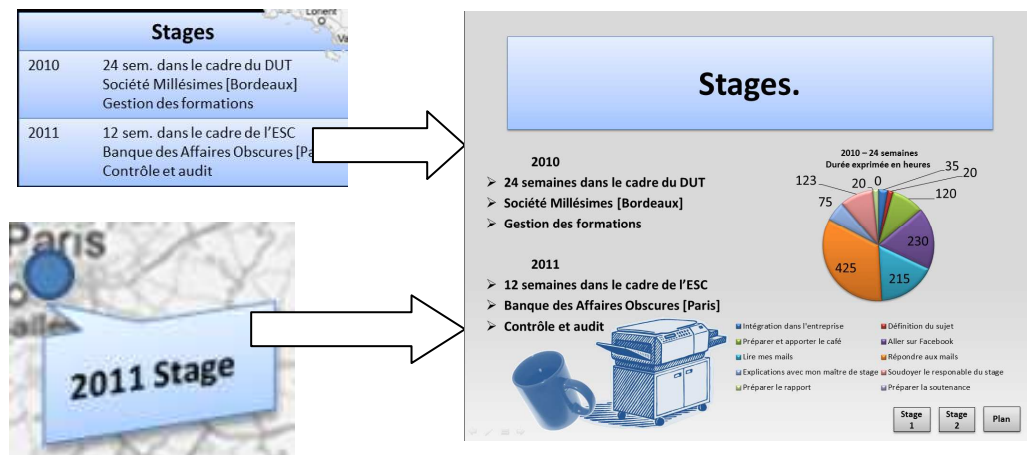 Lorient
Stages
2010 24 sem. dans le cadre du DUT
Société Millésimes [Bordeaux]
Gestion des formations
2011 12 sem. dans le cadre de l'ESC
Banque des Affaires Obscures [Pa
Contrôle et audit
Paris
2011 Stage
Stages.
2010
➢ 24 semaines dans le cadre du DUT
➢ Société Millésimes [Bordeaux]
➢ Gestion des formations
2011
➢ 12 semaines dans le cadre de l'ESC
➢ Banque des Affaires Obscures [Paris]
➢ Contrôle et audit
2010 – 24 semaines
Durée exprimée en heures
123 20 0 35 20
75 120
230
425 215
Intégration dans l'entreprise Définition du sujet
Préparer et apporter le café Aller sur Facebook
Lire mes mails Répondre aux mails
Explications avec mon maître de stage Soudoyer le responable du stage
Préparer le rapport Préparer la soutenance
Stage
1
Stage
2
Plan